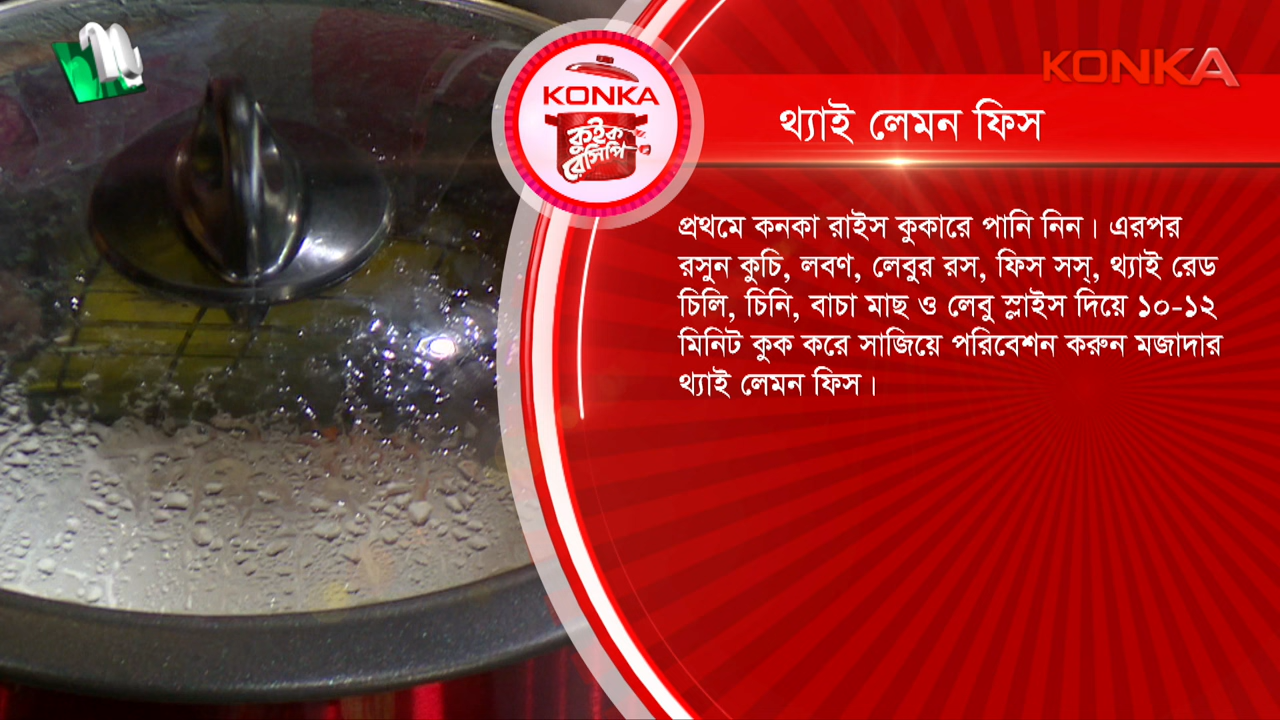 KONKA
KONKA
কুইক
রেসিপি
থ্যাই লেমন ফিস
প্রথমে কনকা রাইস কুকারে পানি নিন। এরপর
রসুন কুচি, লবণ, লেবুর রস, ফিস সস্, থ্যাই রেড
চিলি, চিনি, বাচা মাছ ও লেবু স্লাইস দিয়ে ১০-১২
মিনিট কুক করে সাজিয়ে পরিবেশন করুন মজাদার
থ্যাই লেমন ফিস।